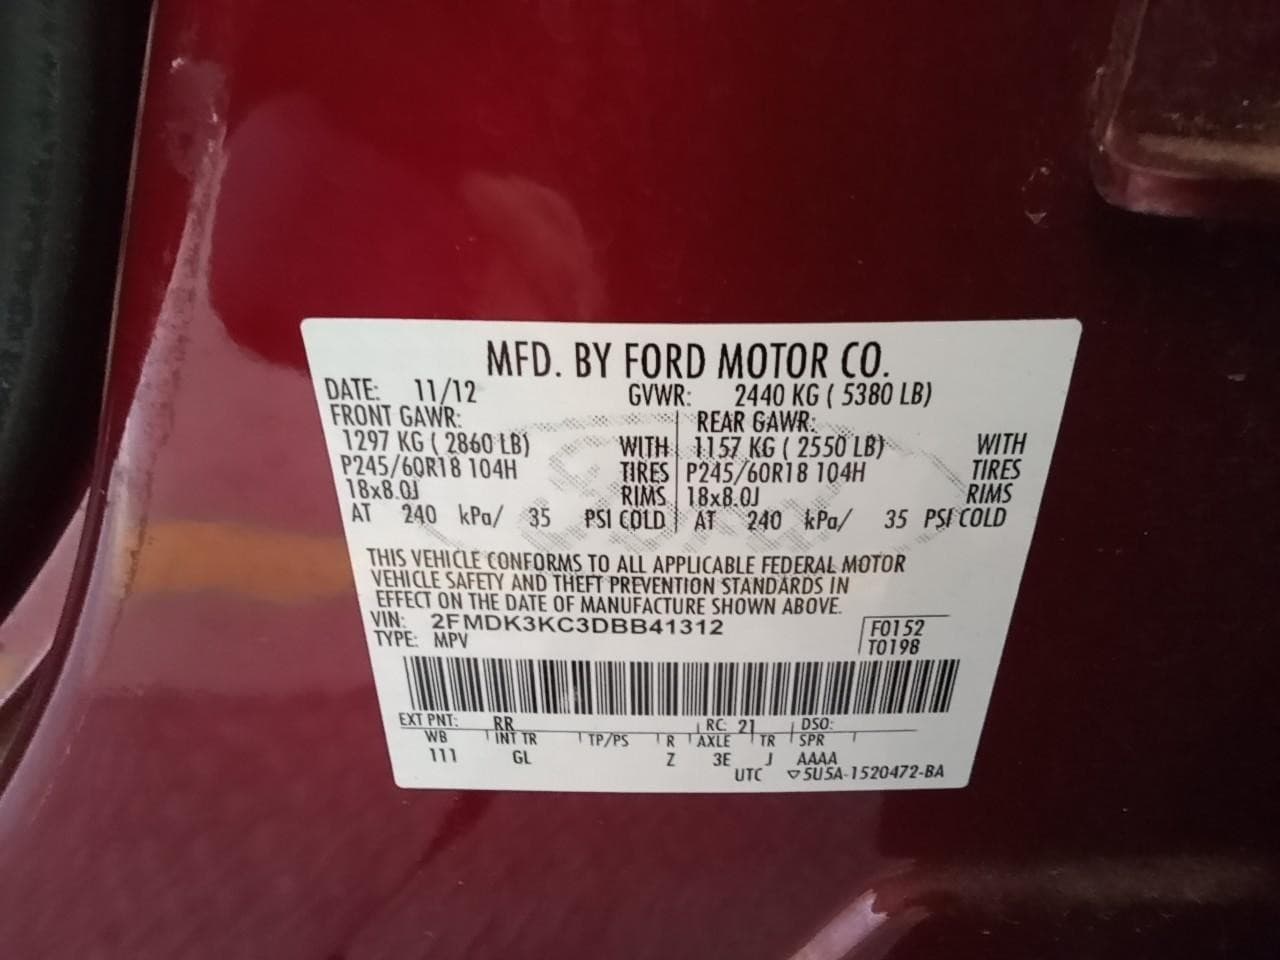 MFD. BY FORD MOTOR CO.
DATE: 11/12 GVWR: 2440 KG ( 5380 LB)
FRONT GAWR: REAR GAWR:
1297 KG ( 2860 LB) WITH 1157 KG ( 2550 LB) WITH
P245/60R18 104H TIRES P245/60R18 104H TIRES
18x8.0J RIMS 18x8.0J RIMS
AT 240 kPa/ 35 PSI COLD AT 240 kPa/ 35 PSI COLD
THIS VEHICLE CONFORMS TO ALL APPLICABLE FEDERAL MOTOR
VEHICLE SAFETY AND THEFT PREVENTION STANDARDS IN
EFFECT ON THE DATE OF MANUFACTURE SHOWN ABOVE.
VIN: 2FMDK3KC3DBB41312 F0152
TYPE: MPV T0198
EXT PNT: RR RC: 21 DSO:
WB INT TR TP/PS R AXLE TR SPR
111 GL Z 3E J AAAA
UTC ▽5U5A-1520472-BA